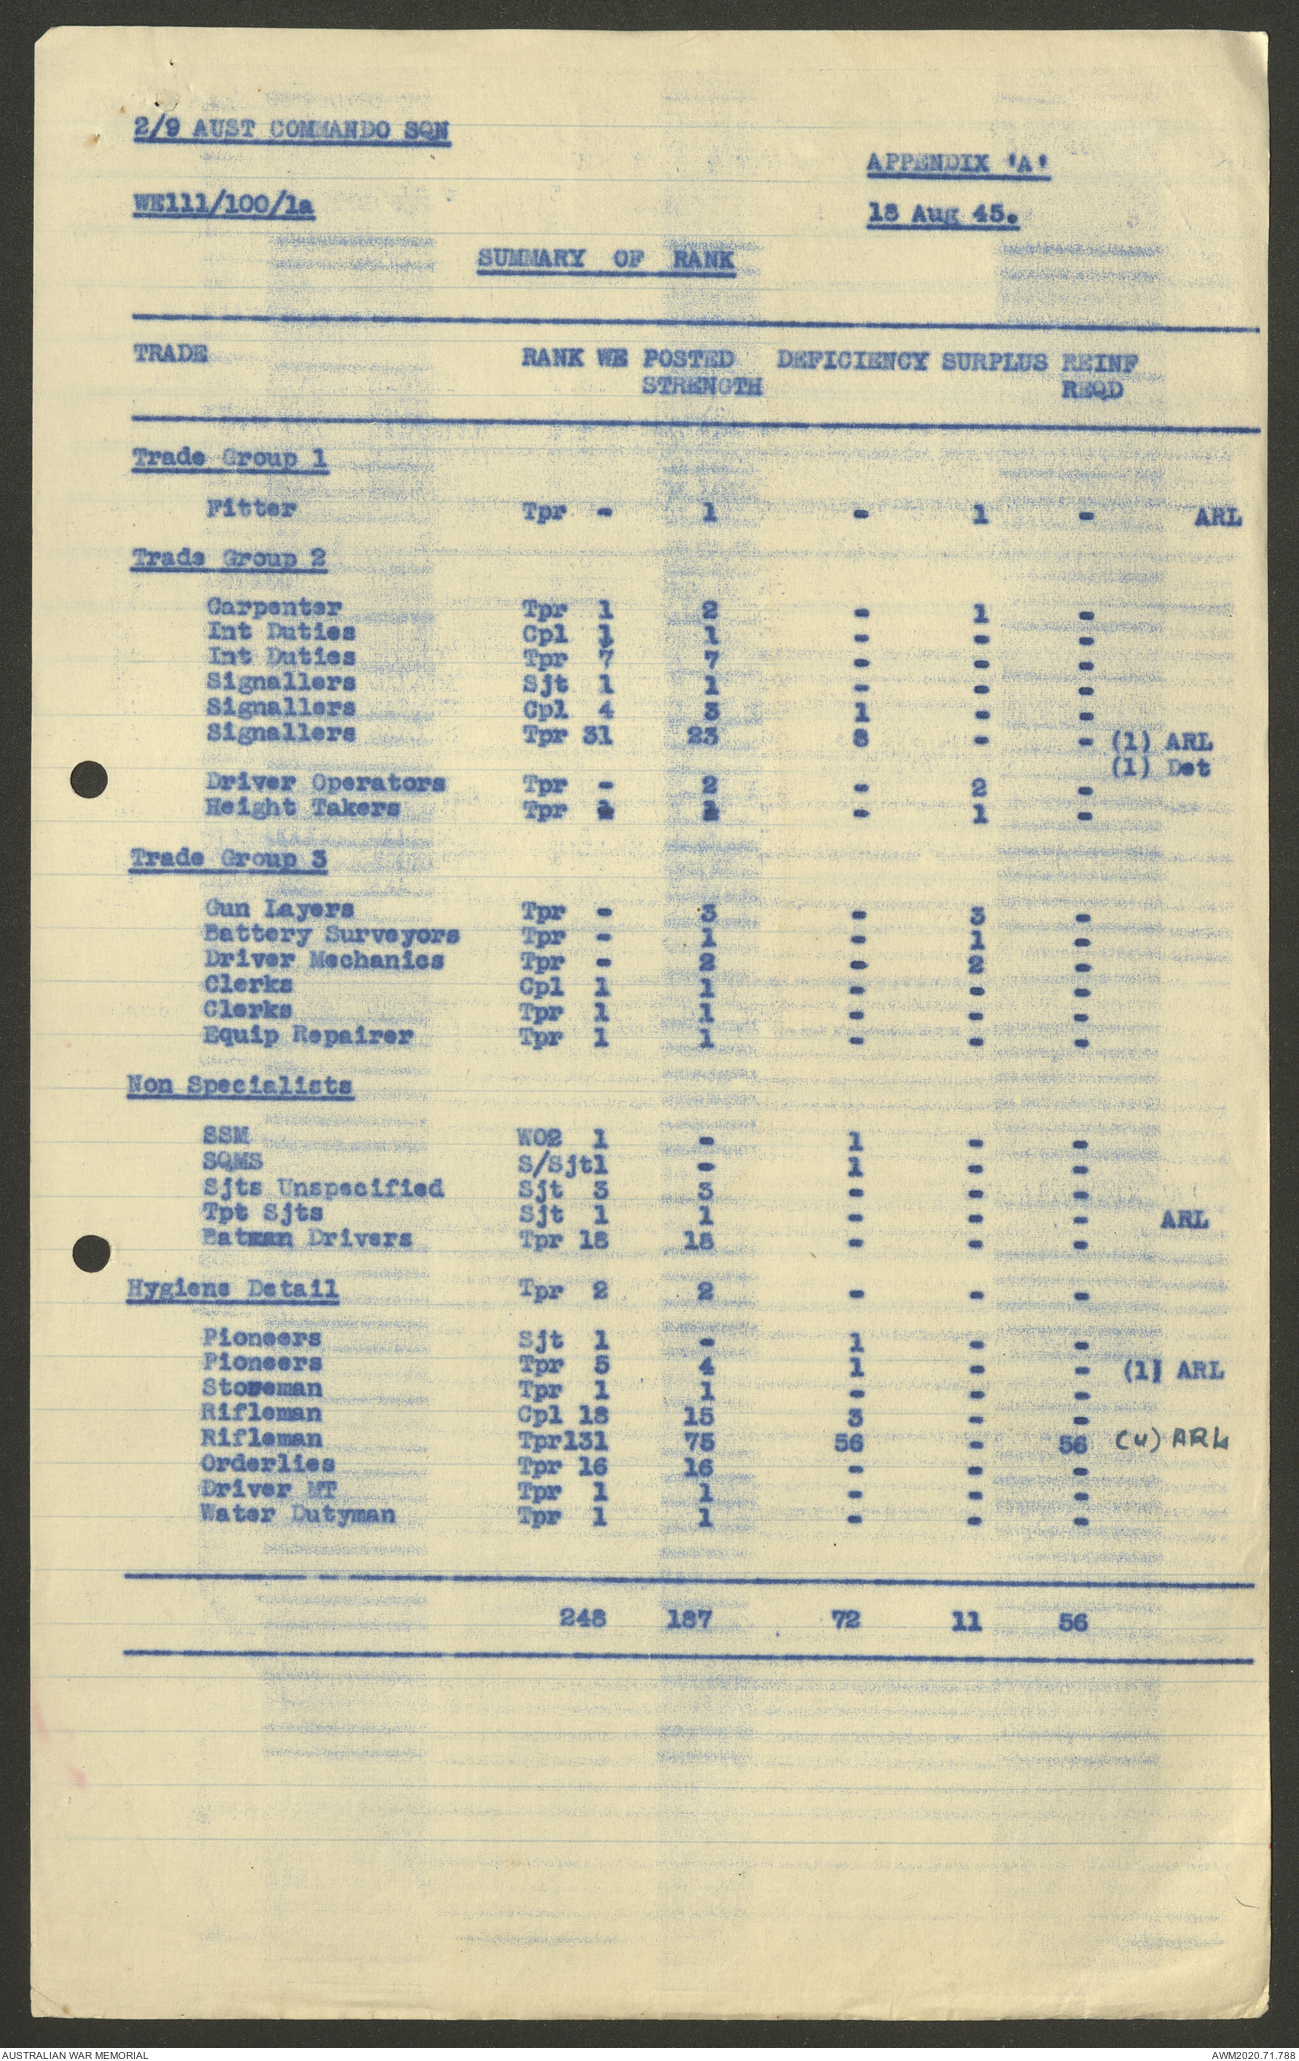 2/9 AUST COMMANDO SQN
APPENDIX 'A'
WE111/100/1a
18 Aug 45.
SUMMARY OF RANK
TRADE RANK WE POSTED DEFICIENCY SURPLUS REINF
STRENGTH REQD
Trade Group 1
Fitter Tpr - 1 - 1 - ARL
Trade Group 2
Carpenter Tpr 1 2 - 1 -
Int Duties Cpl 1 1 - - -
Int Duties Tpr 7 7 - - -
Signallers Sjt 1 1 - - -
Signallers Cpl 4 3 1 - -
Signallers Tpr 31 23 8 - - (1) ARL
(1) Det
Driver Operators Tpr - 2 - 2 -
Height Takers Tpr - 1 -
Trade Group 3
Gun Layers Tpr - 3 - 3 -
Battery Surveyors Tpr - 1 - 1 -
Driver Mechanics Tpr - 2 - 2 -
Clerks Cpl 1 1 - - -
Clerks Tpr 1 1 - - -
Equip Repairer Tpr 1 1 - - -
Non Specialists
SSM WO2 1 - 1 - -
SQMS S/Sjt1 - 1 - -
Sjts Unspecified Sjt 3 3 - - -
Tpt Sjts Sjt 1 1 - - - ARL
Batman Drivers Tpr 18 18 - - -
Hygiene Detail Tpr 2 2 - - -
Pioneers Sjt 1 - 1 - -
Pioneers Tpr 5 4 1 - - (1) ARL
Storeman Tpr 1 1 - - -
Rifleman Cpl 18 15 3 - -
Rifleman Tpr131 75 56 - 56 (4) ARL
Orderlies Tpr 16 16 - - -
Driver MT Tpr 1 1 - - -
Water Dutyman Tpr 1 1 - - -
248 187 72 11 56
AUSTRALIAN WAR MEMORIAL AWM2020.71.788